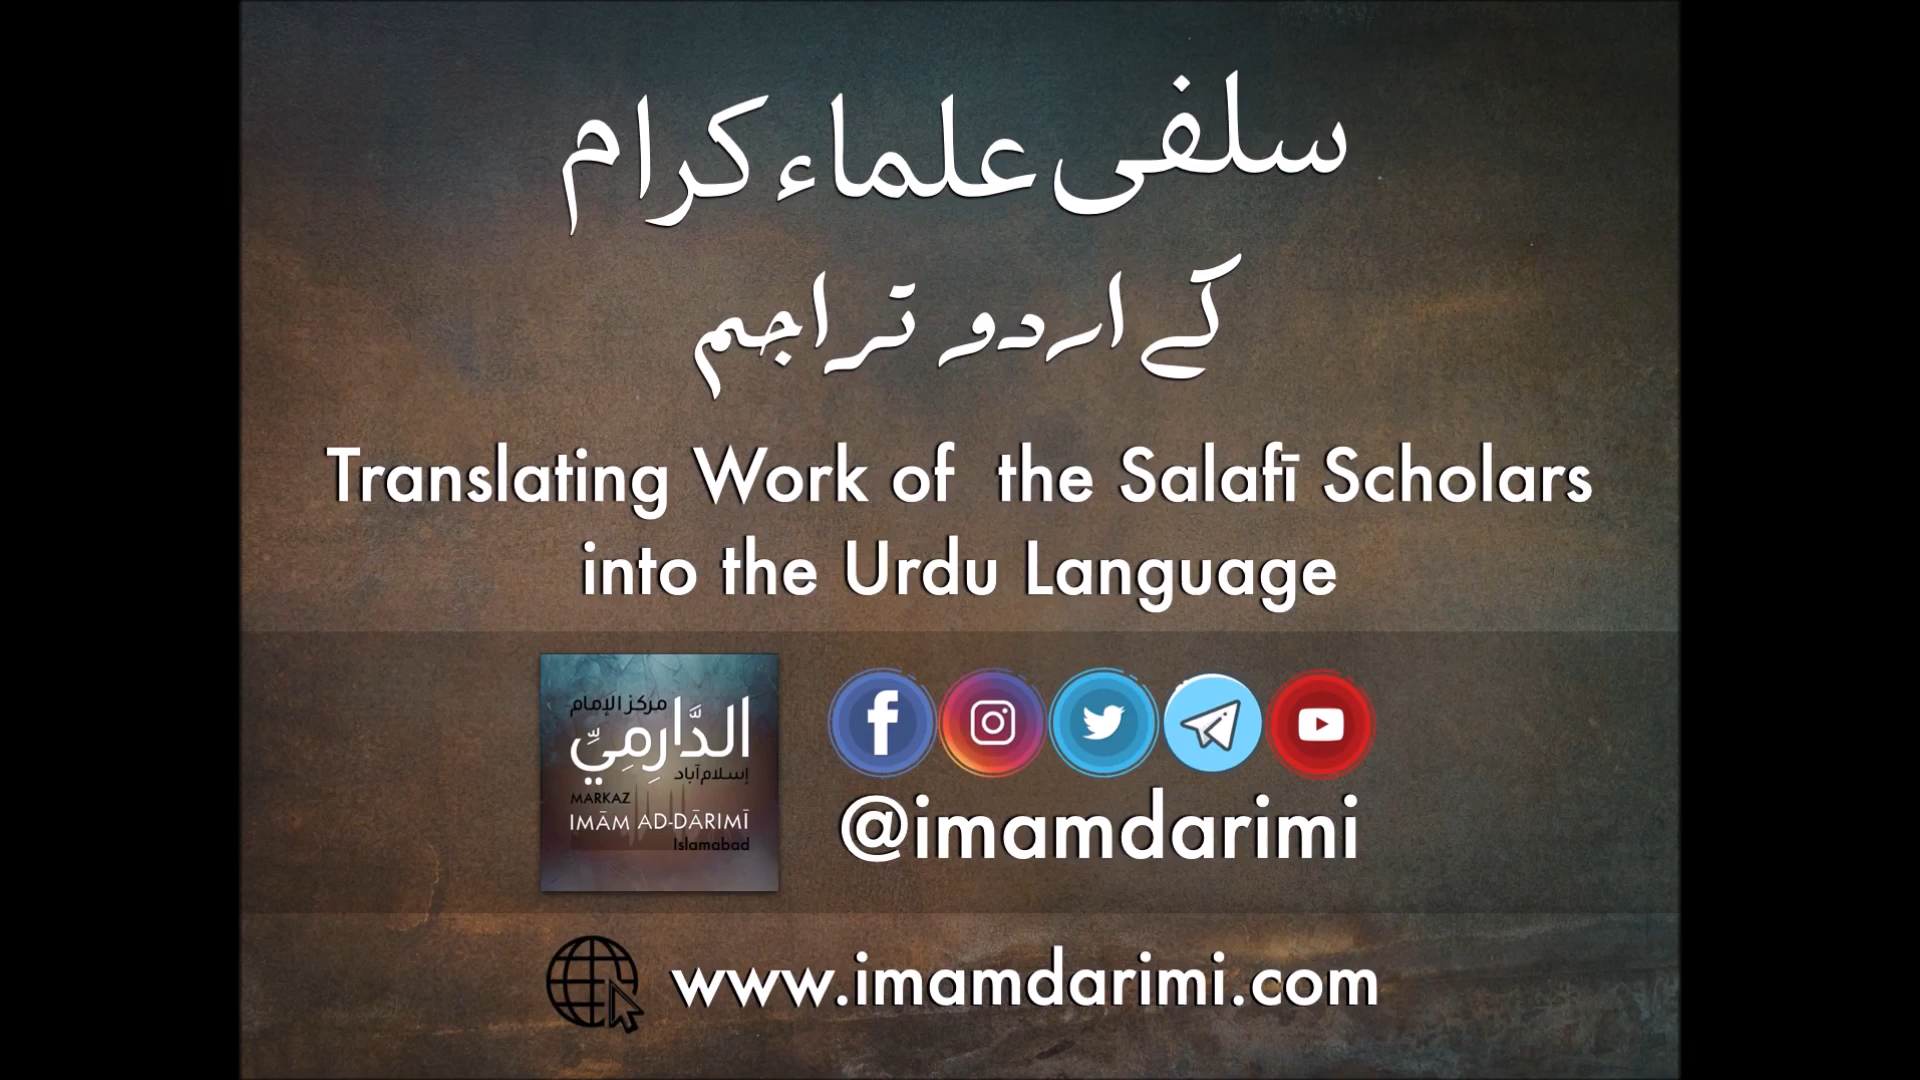 سلفی علماء کرام
کے اردو تراجم
Translating Work of the Salafī Scholars
into the Urdu Language
مركز الإمام
الدَّارِمِيِّ
إسلام آباد
MARKAZ
IMĀM AD-DĀRIMĪ
Islamabad
@imamdarimi
www.imamdarimi.com